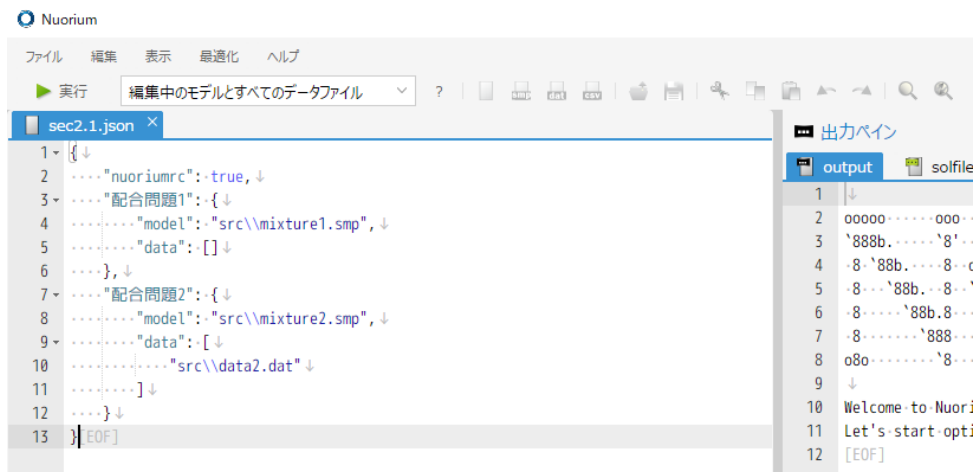 Nuorium
ファイル 編集 表示 最適化 ヘルプ
実行 編集中のモデルとすべてのデータファイル ?
sec2.1.json ×
1 {
2 "nuoriumrc": true,
3 "配合問題1": {
4 "model": "src\\mixture1.smp",
5 "data": []
6 },
7 "配合問題2": {
8 "model": "src\\mixture2.smp",
9 "data": [
10 "src\\data2.dat"
11 ]
12 }
13 }[EOF]
出力ペイン
output solfile
1
2 ooooo ooo
3 `888b. `8'
4 8 `88b. 8
5 8 `88b. 8
6 8 `88b.8
7 8 `888
8 o8o `8
9
10 Welcome to Nuori
11 Let's start opti
12 [EOF]